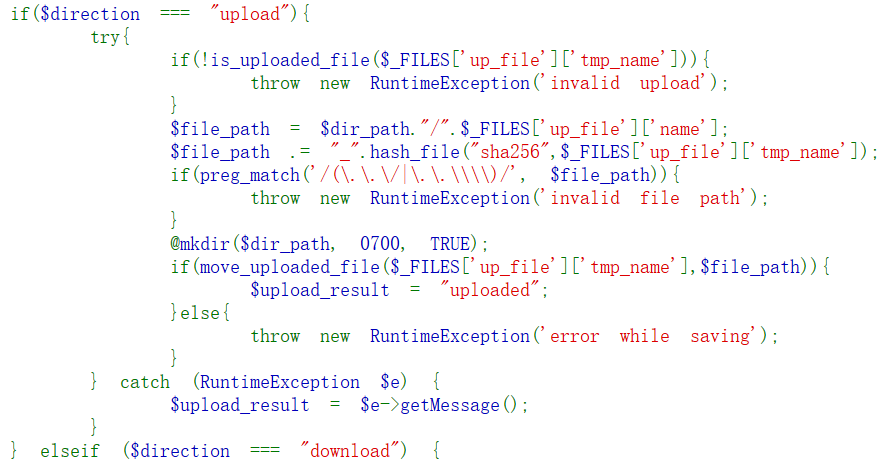 if($direction === "upload"){
try{
if(!is_uploaded_file($_FILES['up_file']['tmp_name'])){
throw new RuntimeException('invalid upload');
}
$file_path = $dir_path."/".$_FILES['up_file']['name'];
$file_path .= "_".hash_file("sha256",$_FILES['up_file']['tmp_name']);
if(preg_match('/(\.\.\/|\.\.\\\\)/', $file_path)){
throw new RuntimeException('invalid file path');
}
@mkdir($dir_path, 0700, TRUE);
if(move_uploaded_file($_FILES['up_file']['tmp_name'],$file_path)){
$upload_result = "uploaded";
}else{
throw new RuntimeException('error while saving');
}
} catch (RuntimeException $e) {
$upload_result = $e->getMessage();
}
} elseif ($direction === "download") {